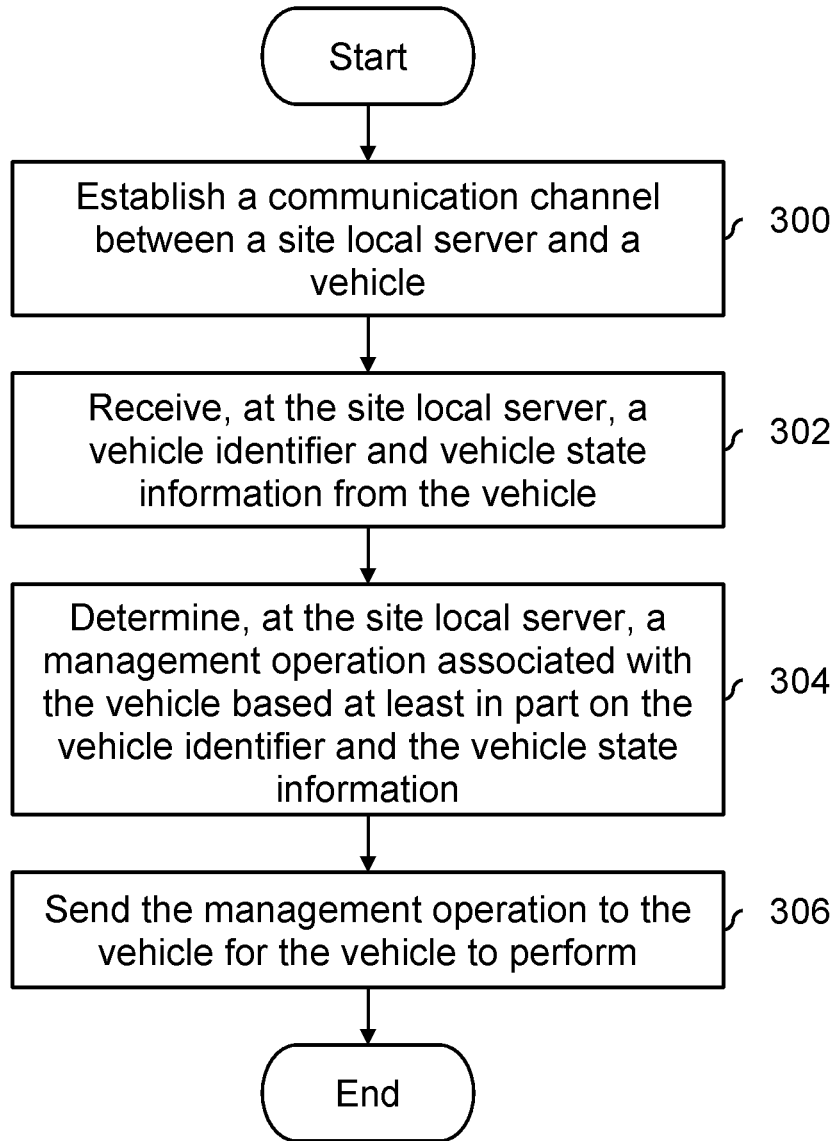 Start
Establish a communication channel
between a site local server and a
vehicle
300
Receive, at the site local server, a
vehicle identifier and vehicle state
information from the vehicle
302
Determine, at the site local server, a
management operation associated with
the vehicle based at least in part on the
vehicle identifier and the vehicle state
information
304
Send the management operation to the
vehicle for the vehicle to perform
306
End